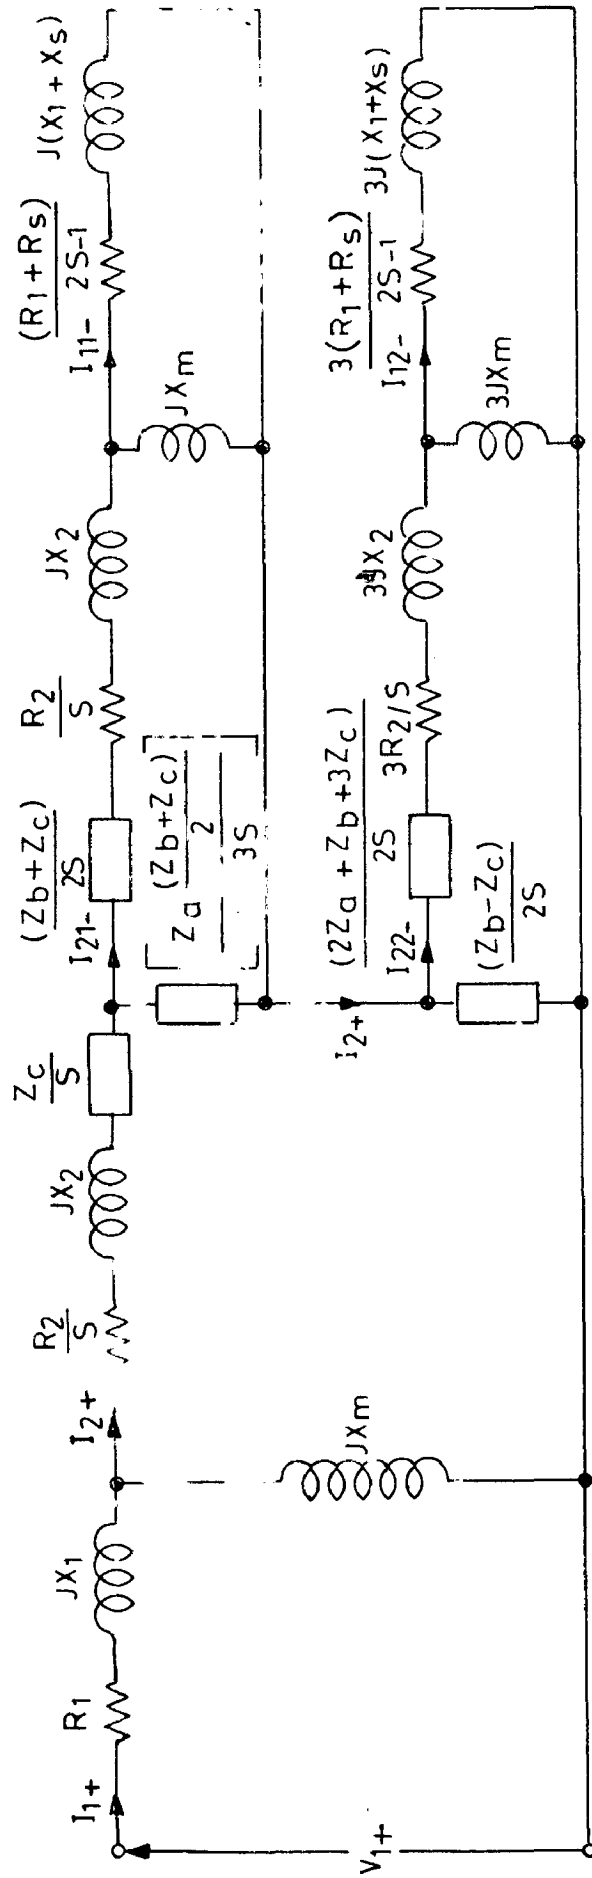 V1+
I1+
R1
JX1
JXm
I2+
R2
S
JX2
Zc
S
(Zb+Zc)
2S
I21-
R2
S
JX2
I11-
(R1 + Rs)
2S-1
J(X1 + Xs)
JXm
Za (Zb+Zc)
2
3S
I2+
(2Za + Zb +3Zc)
2S
I22-
(Zb-Zc)
2S
3R2/S
3JX2
I12-
3(R1 + Rs)
2S-1
3J(X1+Xs)
3JXm